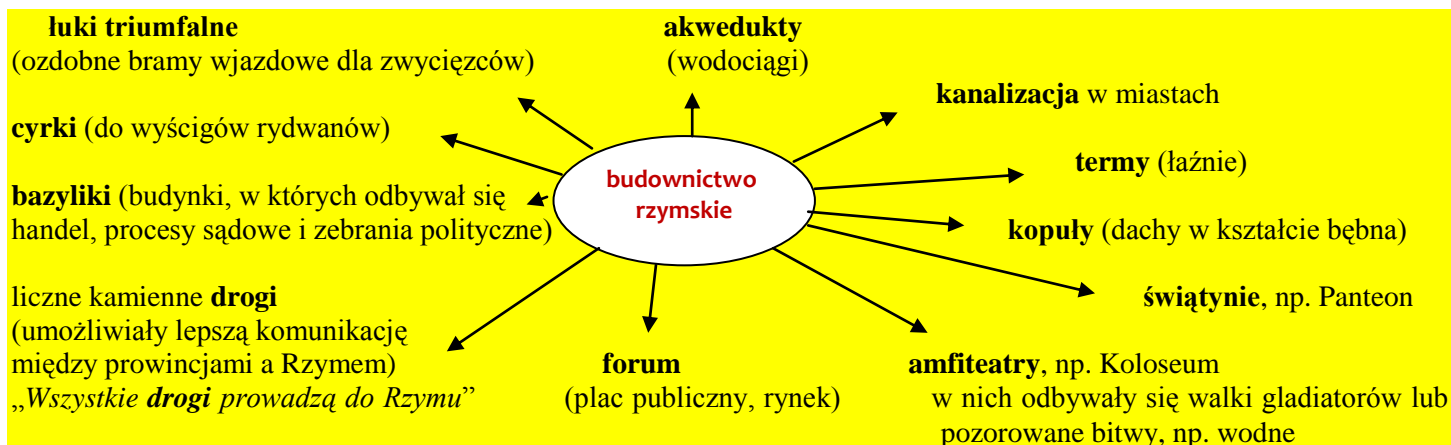 łuki triumfalne
(ozdobne bramy wjazdowe dla zwycięzców)
akwedukty
(wodociągi)
kanalizacja w miastach
cyrki (do wyścigów rydwanów)
termy (łaźnie)
bazyliki (budynki, w których odbywał się
handel, procesy sądowe i zebrania polityczne)
budownictwo
rzymskie
kopuły (dachy w kształcie bębna)
świątynie, np. Panteon
liczne kamienne drogi
(umożliwiały lepszą komunikację
między prowincjami a Rzymem)
„Wszystkie drogi prowadzą do Rzymu”
forum
(plac publiczny, rynek)
amfiteatry, np. Koloseum
w nich odbywały się walki gladiatorów lub
pozorowane bitwy, np. wodne